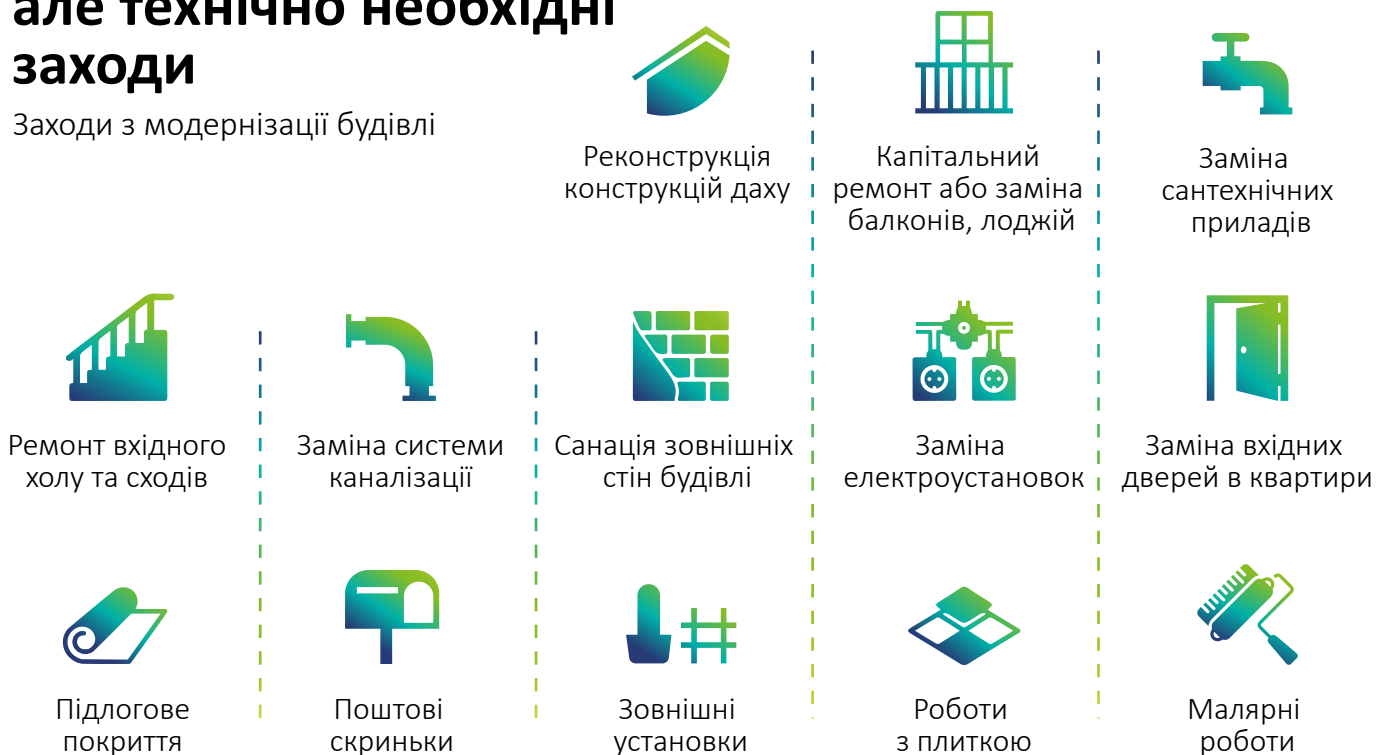 але технічно необхідні
заходи
Заходи з модернізації будівлі
Реконструкція
конструкцій даху
Капітальний
ремонт або заміна
балконів, лоджій
Заміна
сантехнічних
приладів
Ремонт вхідного
холу та сходів
Заміна системи
каналізації
Санація зовнішніх
стін будівлі
Заміна
електроустановок
Заміна вхідних
дверей в квартири
Підлогове
покриття
Поштові
скриньки
Зовнішні
установки
Роботи
з плиткою
Малярні
роботи